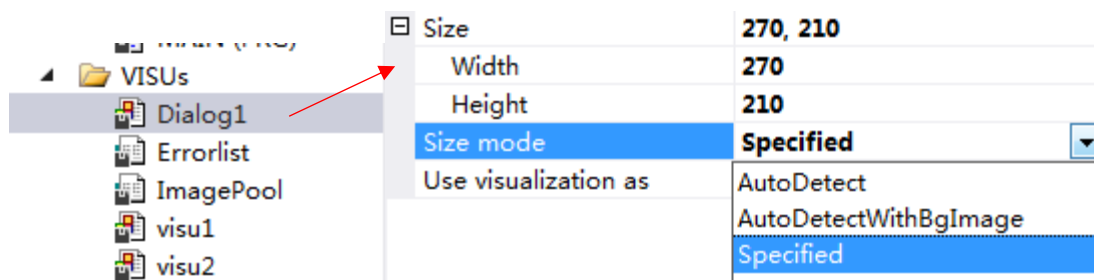 VISUs
Dialog1
Errorlist
ImagePool
visu1
visu2
Size 270, 210
Width 270
Height 210
Size mode Specified
Use visualization as AutoDetect
AutoDetectWithBgImage
Specified